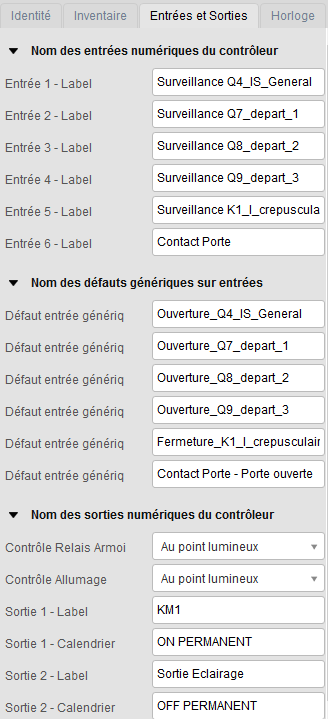 Identité Inventaire Entrées et Sorties Horloge
Nom des entrées numériques du contrôleur
Entrée 1 - Label Surveillance Q4_IS_General
Entrée 2 - Label Surveillance Q7_depart_1
Entrée 3 - Label Surveillance Q8_depart_2
Entrée 4 - Label Surveillance Q9_depart_3
Entrée 5 - Label Surveillance K1_I_crepuscula
Entrée 6 - Label Contact Porte
Nom des défauts génériques sur entrées
Défaut entrée génériq Ouverture_Q4_IS_General
Défaut entrée génériq Ouverture_Q7_depart_1
Défaut entrée génériq Ouverture_Q8_depart_2
Défaut entrée génériq Ouverture_Q9_depart_3
Défaut entrée génériq Fermeture_K1_I_crepusculair
Défaut entrée génériq Contact Porte - Porte ouverte
Nom des sorties numériques du contrôleur
Contrôle Relais Armoi Au point lumineux
Contrôle Allumage Au point lumineux
Sortie 1 - Label KM1
Sortie 1 - Calendrier ON PERMANENT
Sortie 2 - Label Sortie Eclairage
Sortie 2 - Calendrier OFF PERMANENT